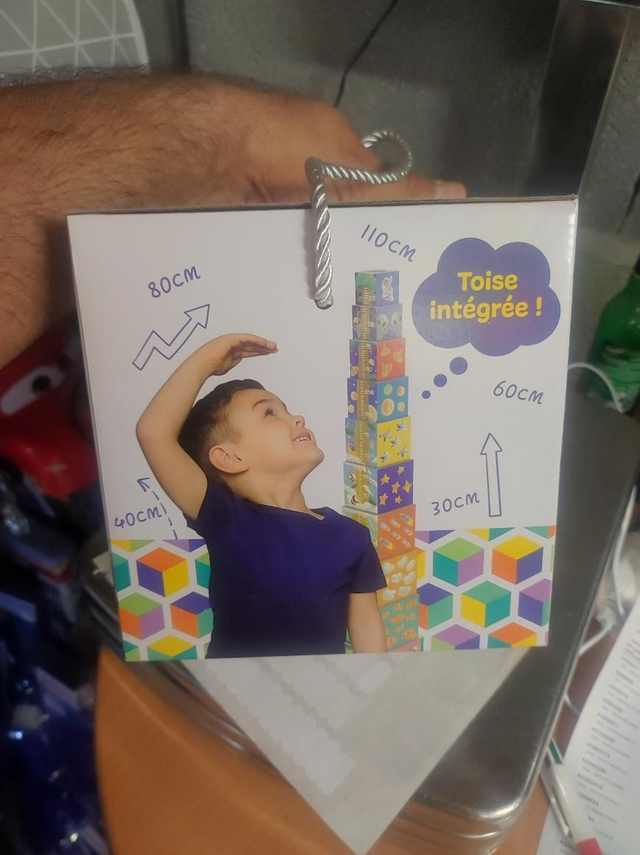 110CM
80CM
Toise
intégrée !
60CM
30CM
40CM